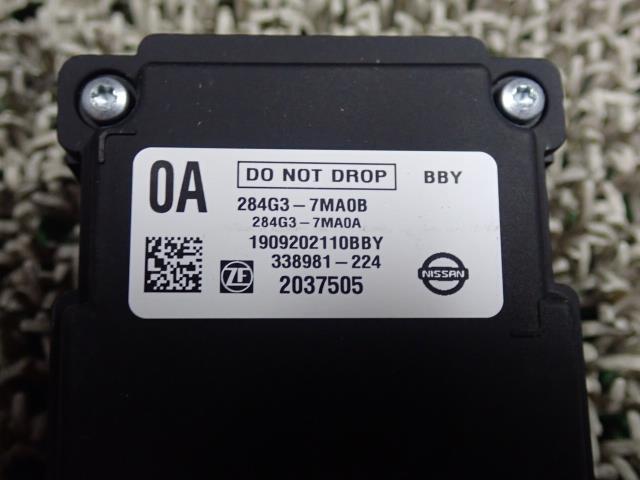 0A
DO NOT DROP
BBY
284G3-7MA0B
284G3-7MA0A
1909202110BBY
338981-224
ZF
2037505
NISSAN